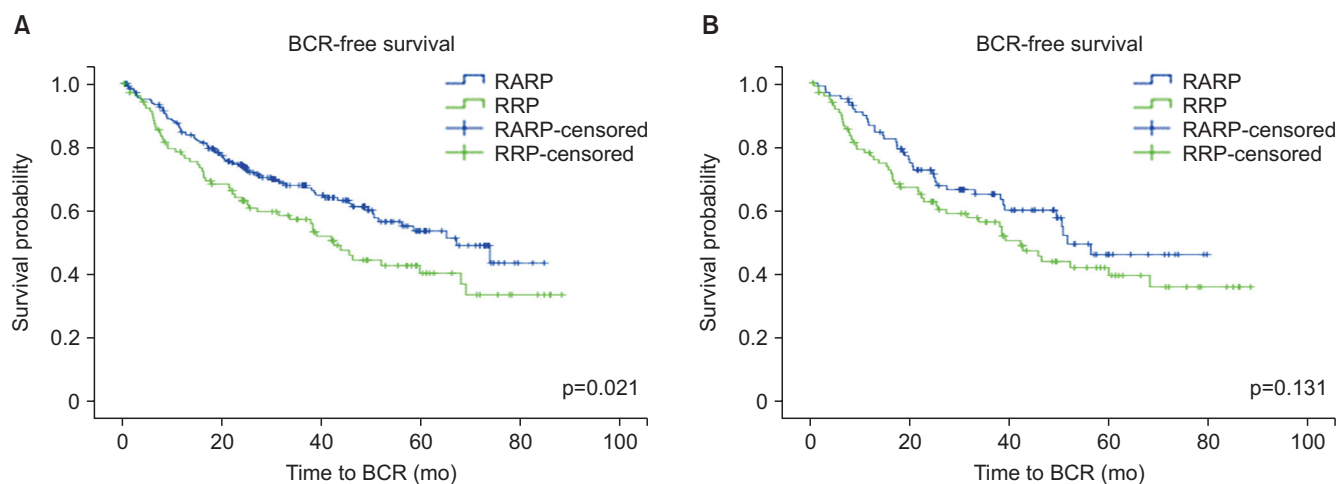 A
BCR-free survival
1.0
0.8
0.6
0.4
0.2
0
Survival probability
RARP
RRP
RARP-censored
RRP-censored
p=0.021
0 20 40 60 80 100
Time to BCR (mo)
B
BCR-free survival
1.0
0.8
0.6
0.4
0.2
0
Survival probability
RARP
RRP
RARP-censored
RRP-censored
p=0.131
0 20 40 60 80 100
Time to BCR (mo)